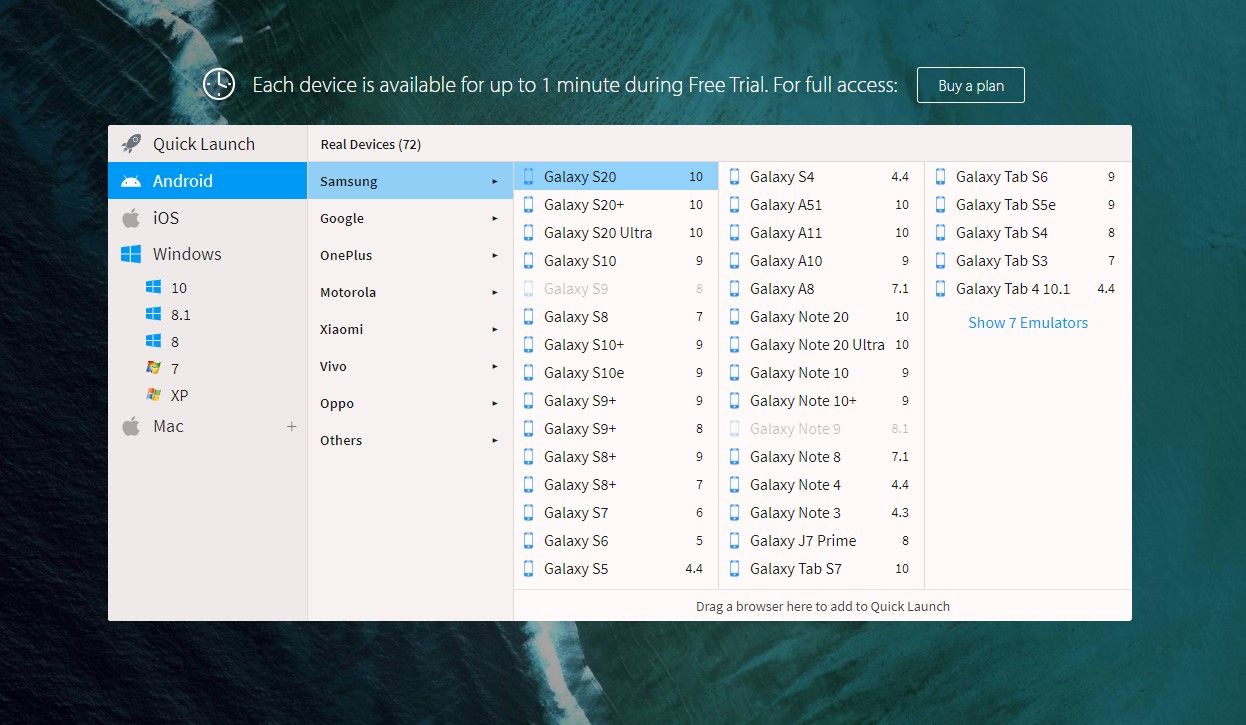 Each device is available for up to 1 minute during Free Trial. For full access:
Buy a plan
Quick Launch
Android
iOS
Windows
10
8.1
8
7
XP
Mac +
Real Devices (72)
Samsung
Google
OnePlus
Motorola
Xiaomi
Vivo
Oppo
Others
Galaxy S20 10
Galaxy S20+ 10
Galaxy S20 Ultra 10
Galaxy S10 9
Galaxy S9 8
Galaxy S8 7
Galaxy S10+ 9
Galaxy S10e 9
Galaxy S9+ 9
Galaxy S9+ 8
Galaxy S8+ 9
Galaxy S8+ 7
Galaxy S7 6
Galaxy S6 5
Galaxy S5 4.4
Galaxy S4 4.4
Galaxy A51 10
Galaxy A11 10
Galaxy A10 9
Galaxy A8 7.1
Galaxy Note 20 10
Galaxy Note 20 Ultra 10
Galaxy Note 10 9
Galaxy Note 10+ 9
Galaxy Note 9 8.1
Galaxy Note 8 7.1
Galaxy Note 4 4.4
Galaxy Note 3 4.3
Galaxy J7 Prime 8
Galaxy Tab S7 10
Galaxy Tab S6 9
Galaxy Tab S5e 9
Galaxy Tab S4 8
Galaxy Tab S3 7
Galaxy Tab 4 10.1 4.4
Show 7 Emulators
Drag a browser here to add to Quick Launch